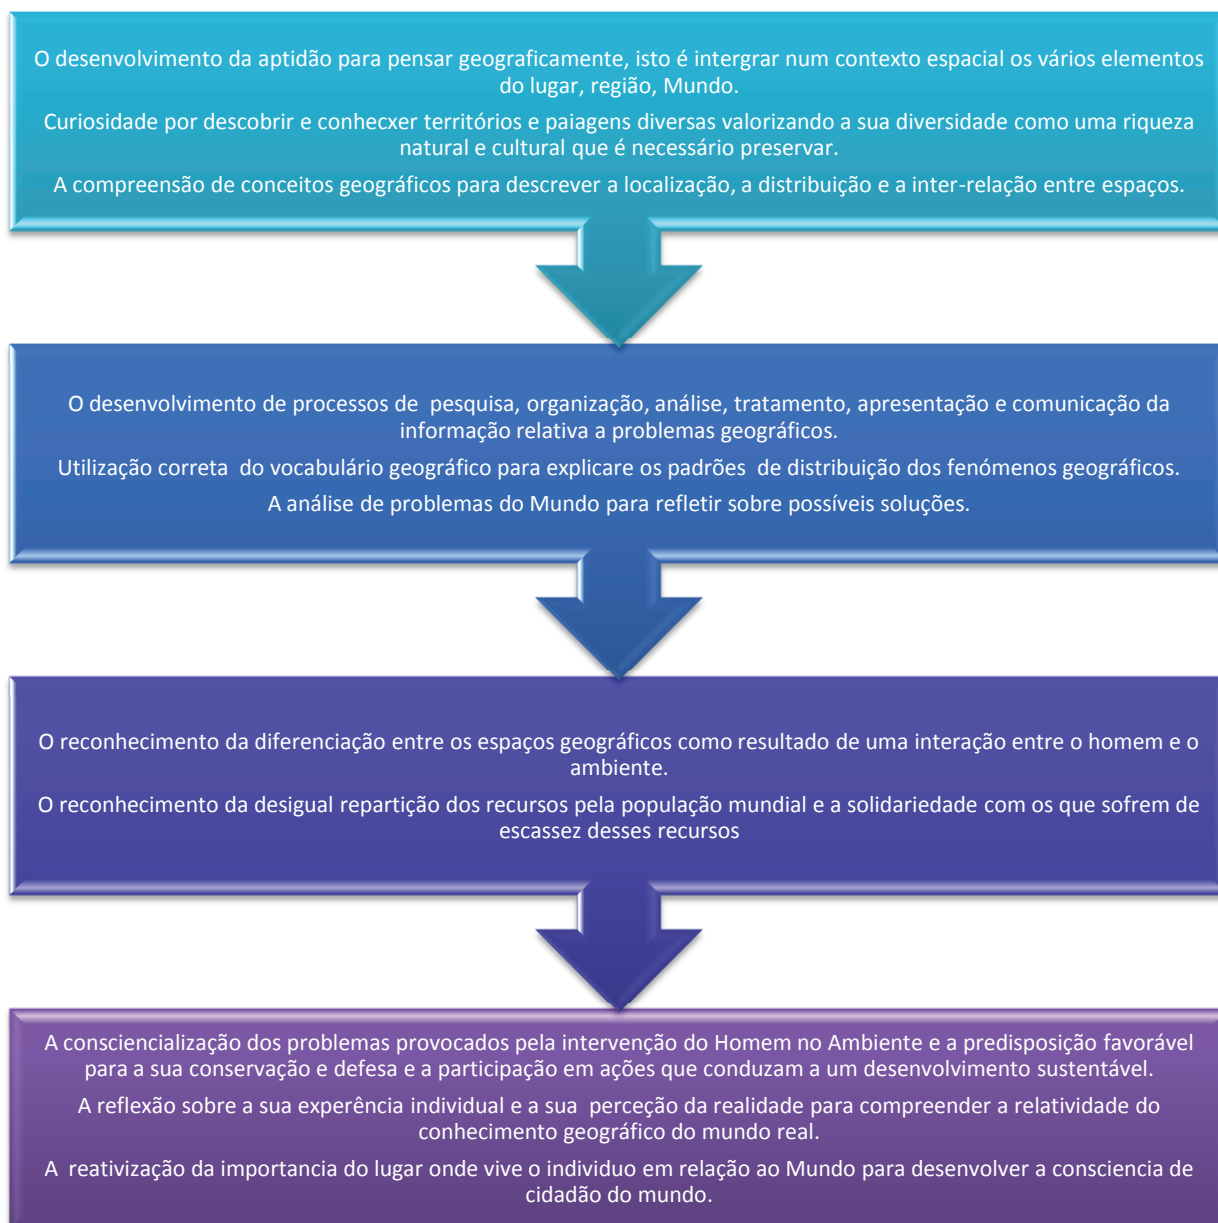 O desenvolvimento da aptidão para pensar geograficamente, isto é intergrar num contexto espacial os vários elementos
do lugar, região, Mundo.
Curiosidade por descobrir e conhecxer territórios e paiagens diversas valorizando a sua diversidade como uma riqueza
natural e cultural que é necessário preservar.
A compreensão de conceitos geográficos para descrever a localização, a distribuição e a inter-relação entre espaços.
O desenvolvimento de processos de pesquisa, organização, análise, tratamento, apresentação e comunicação da
informação relativa a problemas geográficos.
Utilização correta do vocabulário geográfico para explicare os padrões de distribuição dos fenómenos geográficos.
A análise de problemas do Mundo para refletir sobre possíveis soluções.
O reconhecimento da diferenciação entre os espaços geográficos como resultado de uma interação entre o homem e o
ambiente.
O reconhecimento da desigual repartição dos recursos pela população mundial e a solidariedade com os que sofrem de
escassez desses recursos
A consciencialização dos problemas provocados pela intervenção do Homem no Ambiente e a predisposição favorável
para a sua conservação e defesa e a participação em ações que conduzam a um desenvolvimento sustentável.
A reflexão sobre a sua experência individual e a sua perceção da realidade para compreender a relatividade do
conhecimento geográfico do mundo real.
A reativização da importancia do lugar onde vive o individuo em relação ao Mundo para desenvolver a consciencia de
cidadão do mundo.